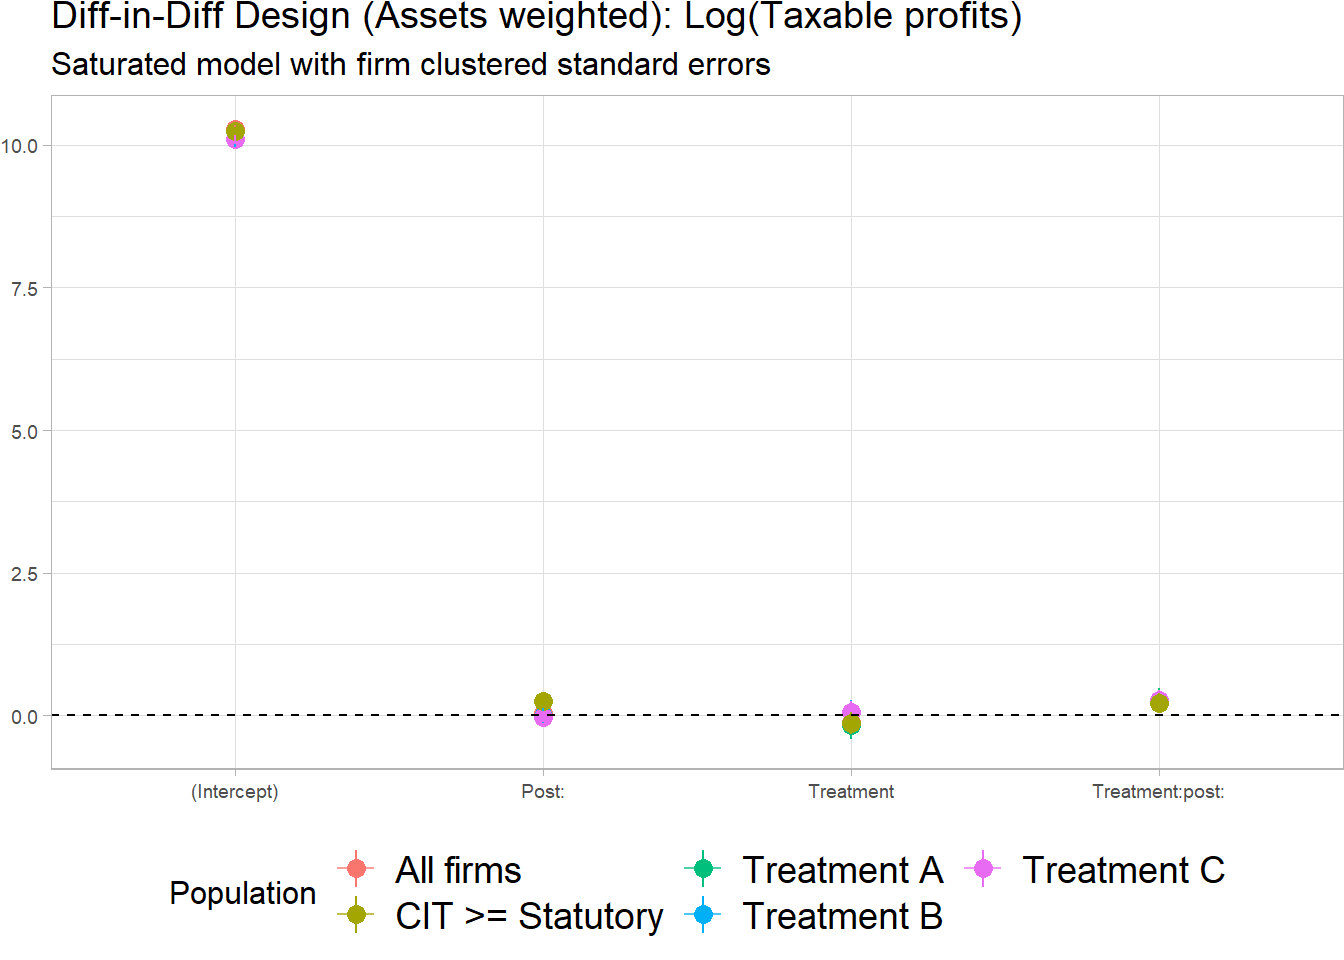 Diff-in-Diff Design (Assets weighted): Log(Taxable profits)
Saturated model with firm clustered standard errors
10.0
7.5
5.0
2.5
0.0
(Intercept) Post: Treatment Treatment:post:
Population
All firms Treatment A Treatment C
CIT >= Statutory Treatment B